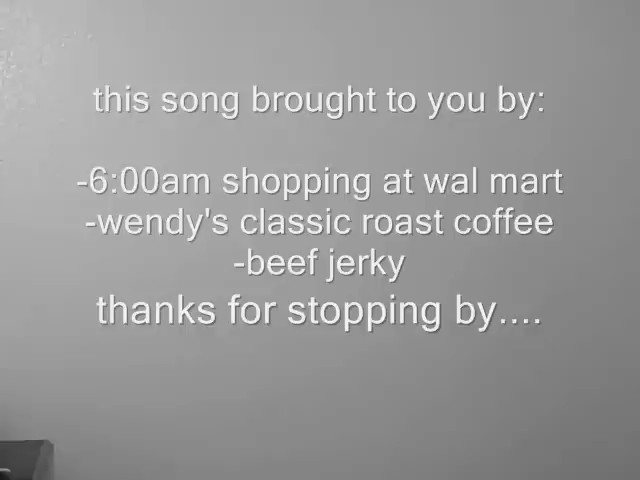 this song brought to you by:
-6:00am shopping at wal mart
-wendy's classic roast coffee
-beef jerky
thanks for stopping by....